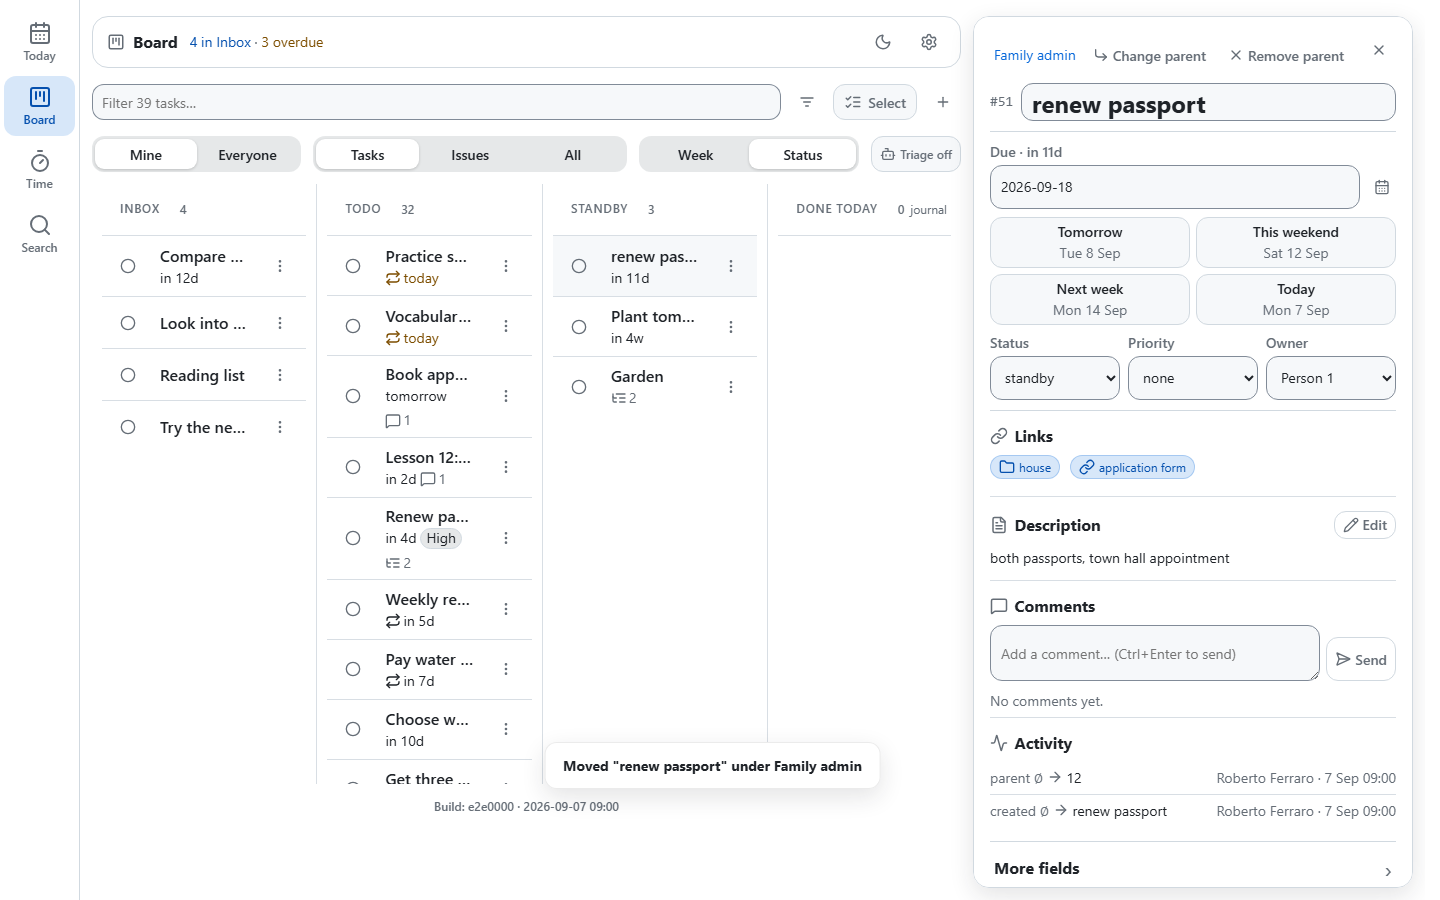 Today
Board
Time
Search
Board 4 in Inbox · 3 overdue
Filter 39 tasks...
Select
Mine Everyone
Tasks Issues All
Week Status
Triage off
INBOX 4
Compare ...
in 12d
Look into ...
Reading list
Try the ne...
TODO 32
Practice s...
today
Vocabular...
today
Book app...
tomorrow
1
Lesson 12:...
in 2d 1
Renew pa...
in 4d High
2
Weekly re...
in 5d
Pay water ...
in 7d
Choose w...
in 10d
Get three ...
STANDBY 3
renew pas...
in 11d
Plant tom...
in 4w
Garden
2
DONE TODAY 0 journal
Moved "renew passport" under Family admin
Build: e2e0000 · 2026-09-07 09:00
Family admin Change parent Remove parent
#51 renew passport
Due · in 11d
2026-09-18
Tomorrow
Tue 8 Sep
This weekend
Sat 12 Sep
Next week
Mon 14 Sep
Today
Mon 7 Sep
Status Priority Owner
standby none Person 1
Links
house application form
Description Edit
both passports, town hall appointment
Comments
Add a comment... (Ctrl+Enter to send)
Send
No comments yet.
Activity
parent ∅ → 12 Roberto Ferraro · 7 Sep 09:00
created ∅ → renew passport Roberto Ferraro · 7 Sep 09:00
More fields